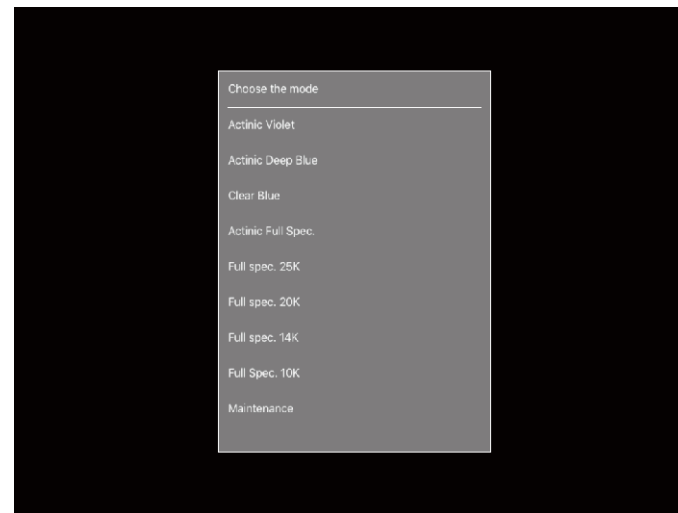 Choose the mode
Actinic Violet
Actinic Deep Blue
Clear Blue
Actinic Full Spec.
Full spec. 25K
Full spec. 20K
Full spec. 14K
Full Spec. 10K
Maintenance